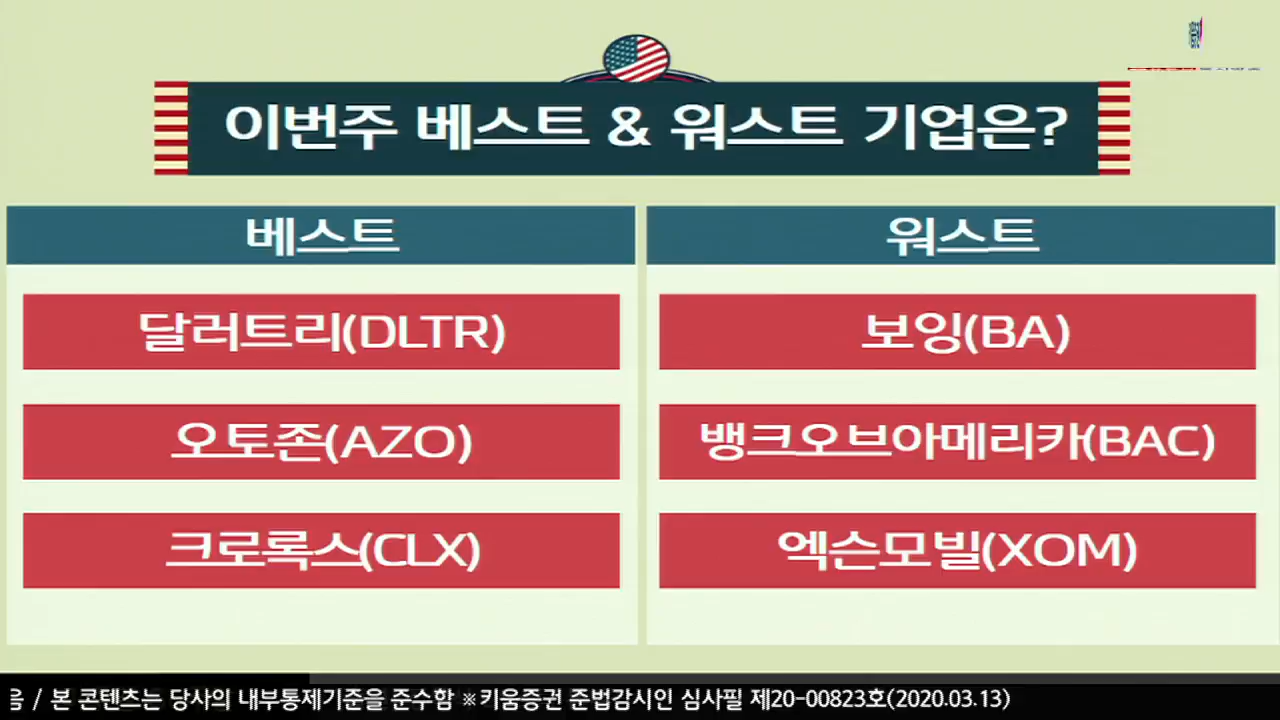 이번주 베스트 & 워스트 기업은?
베스트
달러트리(DLTR)
오토존(AZO)
크로록스(CLX)
워스트
보잉(BA)
뱅크오브아메리카(BAC)
엑슨모빌(XOM)
음 / 본 콘텐츠는 당사의 내부통제기준을 준수함 ※키움증권 준법감시인 심사필 제20-00823호(2020.03.13)